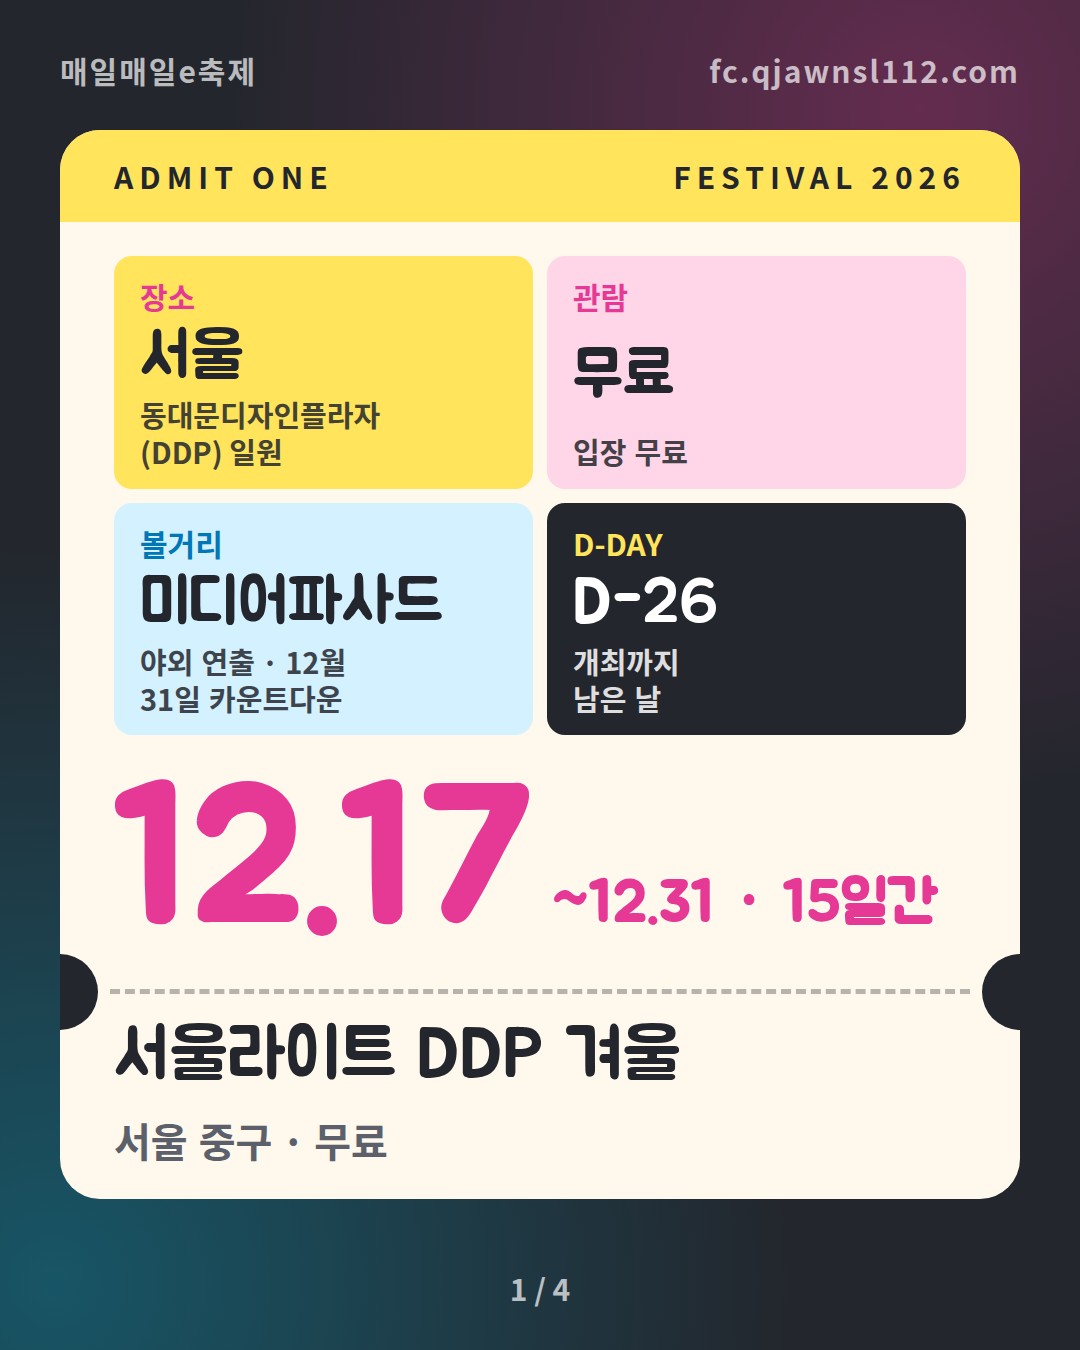 매일매일e축제
fc.qjawnsl112.com
ADMIT ONE
FESTIVAL 2026
장소
서울
동대문디자인플라자
(DDP) 일원
관람
무료
입장 무료
볼거리
미디어파사드
야외 연출 · 12월
31일 카운트다운
D-DAY
D-26
개최까지
남은 날
12.17 ~12.31 · 15일간
서울라이트 DDP 겨울
서울 중구 · 무료
1 / 4